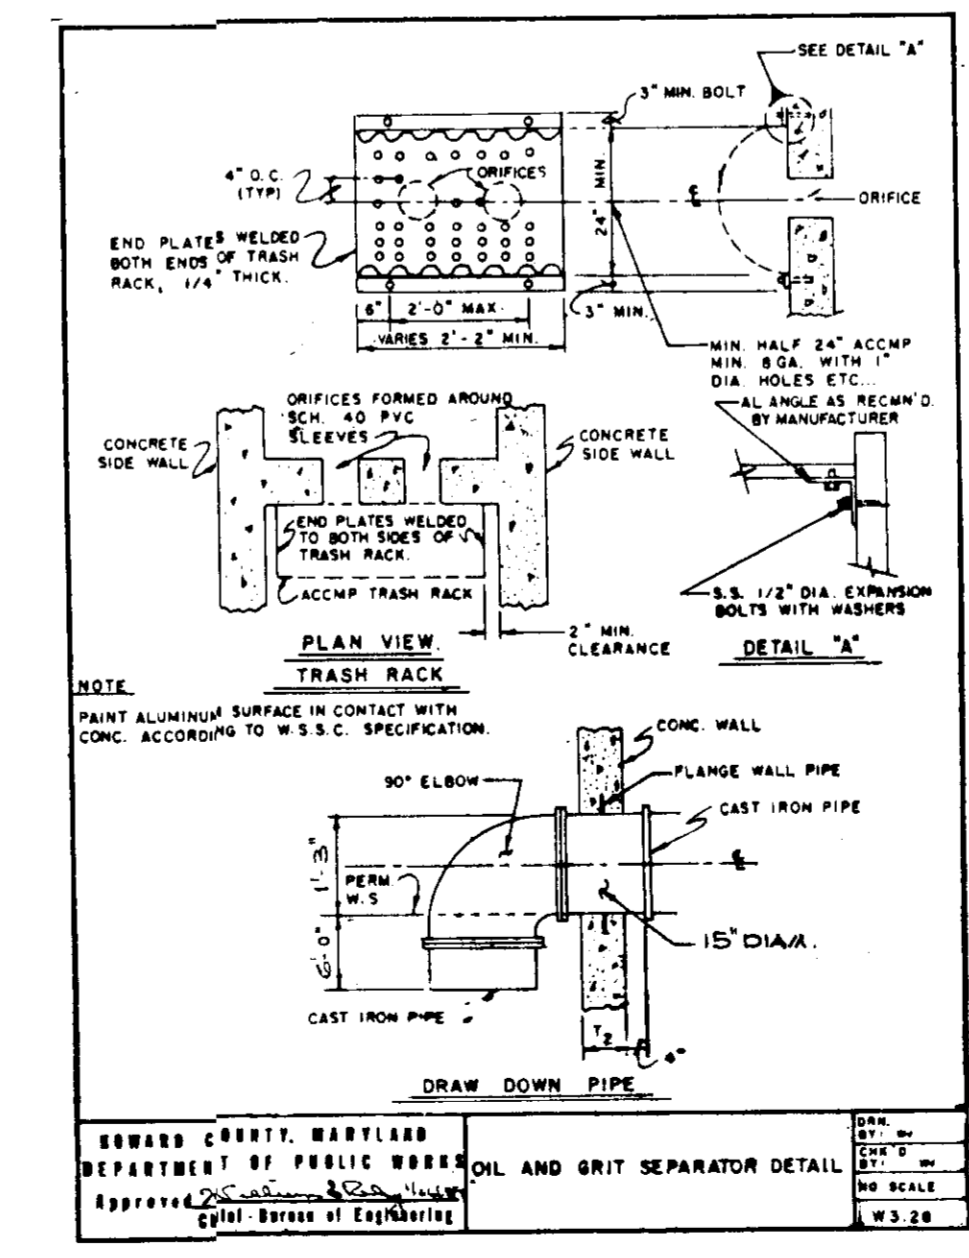 SEE DETAIL "A"
3" MIN. BOLT
4" O.C.
(TYP)
ORIFICES
24" MIN.
℄
ORIFICE
END PLATES WELDED
BOTH ENDS OF TRASH
RACK, 1/4" THICK.
6"
2'-0" MAX.
3" MIN.
VARIES 2'-2" MIN.
MIN. HALF 24" ACCMP
MIN. 8 GA. WITH 1"
DIA. HOLES ETC...
AL ANGLE AS RECMN'D.
BY MANUFACTURER
ORIFICES FORMED AROUND
SCH. 40 PVC
SLEEVES
CONCRETE
SIDE WALL
CONCRETE
SIDE WALL
END PLATES WELDED
TO BOTH SIDES OF
TRASH RACK.
ACCMP TRASH RACK
S.S. 1/2" DIA. EXPANSION
BOLTS WITH WASHERS
2" MIN.
CLEARANCE
PLAN VIEW.
TRASH RACK
DETAIL "A"
NOTE
PAINT ALUMINUM SURFACE IN CONTACT WITH
CONC. ACCORDING TO W.S.S.C. SPECIFICATION.
CONC. WALL
FLANGE WALL PIPE
90° ELBOW
CAST IRON PIPE
1'-3"
℄
PERM.
W.S
15" DIA.
6'-0"
CAST IRON PIPE
T2
DRAW DOWN PIPE
HOWARD COUNTY, MARYLAND
DEPARTMENT OF PUBLIC WORKS
Approved
Chief-Bureau of Engineering
OIL AND GRIT SEPARATOR DETAIL
DRN.
BY:
CHK'D
BY:
NO SCALE
W 3.28